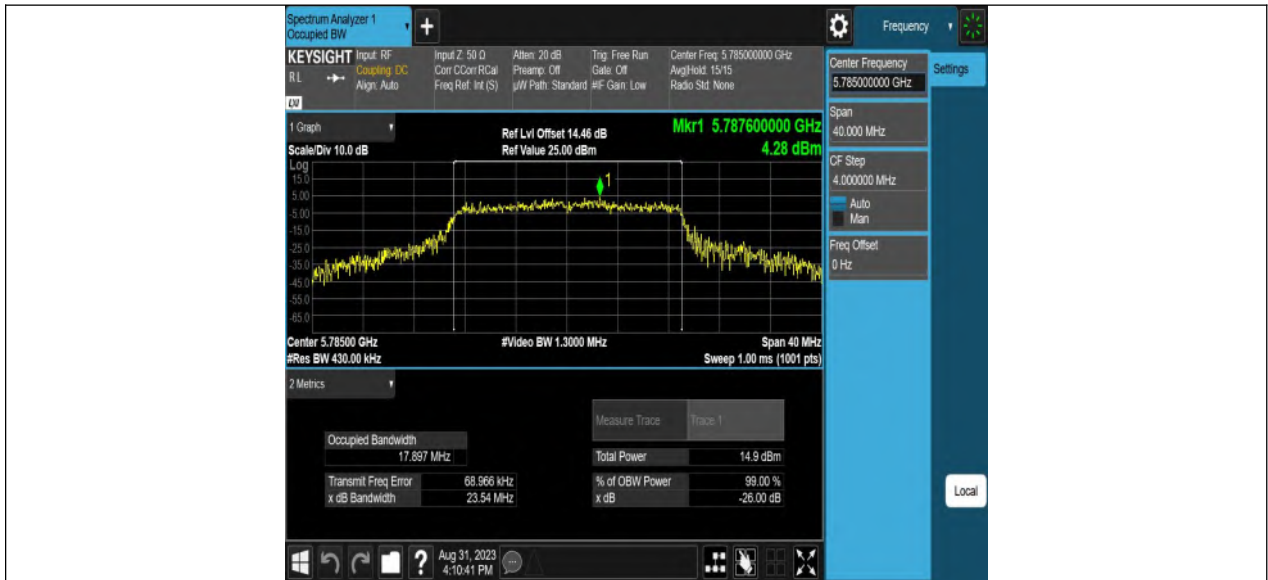 Spectrum Analyzer 1
Occupied BW
+
Frequency
KEYSIGHT
RL
LXI
Input: RF
Coupling: DC
Align: Auto
Input Z: 50 Ω
Corr CCorr RCal
Freq Ref: Int (S)
Atten: 20 dB
Preamp: Off
µW Path: Standard
Trig: Free Run
Gate: Off
#IF Gain: Low
Center Freq: 5.785000000 GHz
Avg|Hold: 15/15
Radio Std: None
Center Frequency
5.785000000 GHz
Settings
Span
40.000 MHz
CF Step
4.000000 MHz
Auto
Man
Freq Offset
0 Hz
Local
1 Graph
Scale/Div 10.0 dB
Ref Lvl Offset 14.46 dB
Ref Value 25.00 dBm
Mkr1 5.787600000 GHz
4.28 dBm
Log
15.0
5.00
-5.00
-15.0
-25.0
-35.0
-45.0
-55.0
-65.0
1
Center 5.78500 GHz
#Res BW 430.00 kHz
#Video BW 1.3000 MHz
Span 40 MHz
Sweep 1.00 ms (1001 pts)
2 Metrics
Measure Trace Trace 1
Occupied Bandwidth
17.897 MHz
Total Power 14.9 dBm
Transmit Freq Error 68.966 kHz
% of OBW Power 99.00 %
x dB Bandwidth 23.54 MHz
x dB -26.00 dB
?
Aug 31, 2023
4:10:41 PM